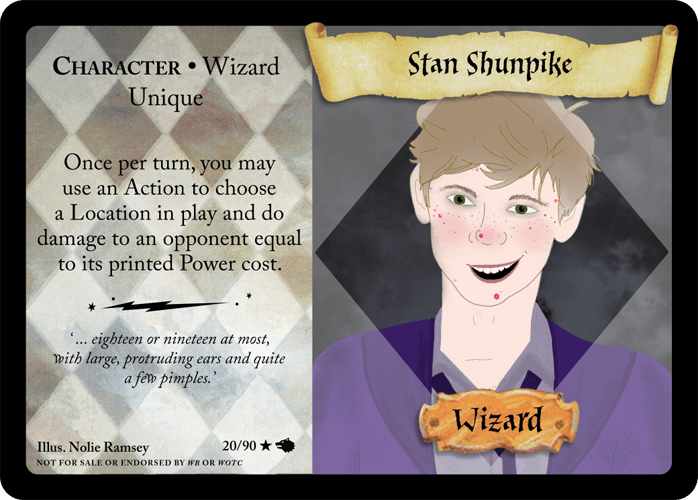 CHARACTER • Wizard
Unique
Once per turn, you may
use an Action to choose
a Location in play and do
damage to an opponent equal
to its printed Power cost.
‘... eighteen or nineteen at most,
with large, protruding ears and quite
a few pimples.’
Illus. Nolie Ramsey 20/90 ★
NOT FOR SALE OR ENDORSED BY WB OR WOTC
Stan Shunpike
Wizard